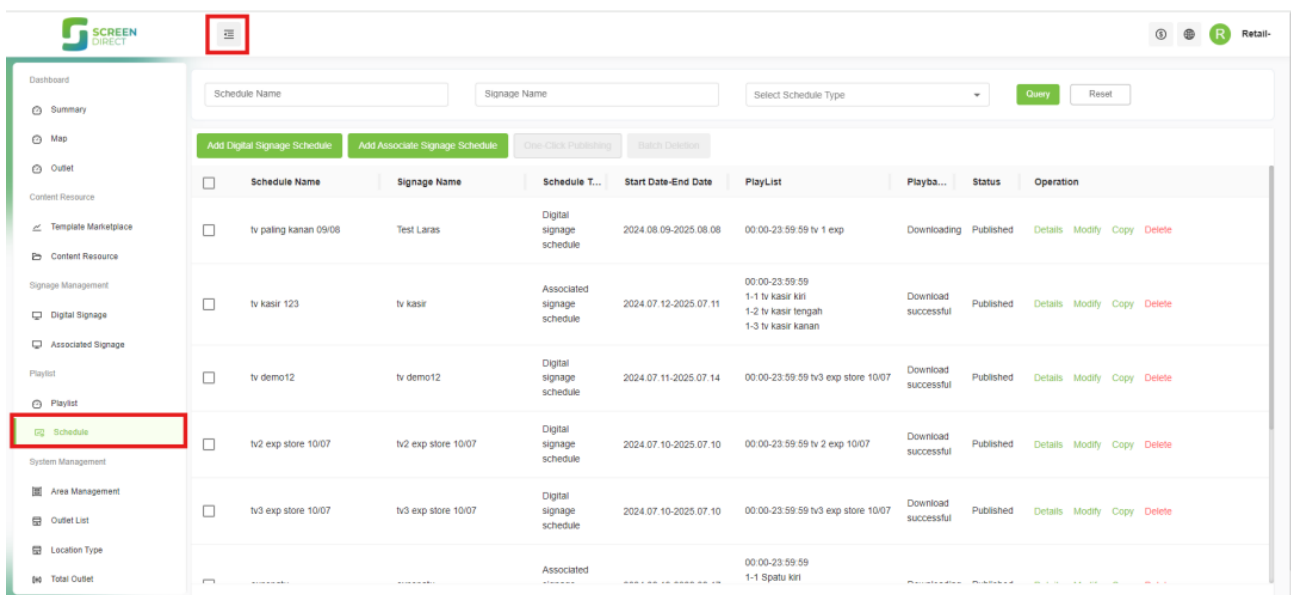 SCREEN
DIRECT
R
Retail-
Dashboard
Summary
Map
Outlet
Content Resource
Template Marketplace
Content Resource
Signage Management
Digital Signage
Associated Signage
Playlist
Playlist
Schedule
System Management
Area Management
Outlet List
Location Type
Total Outlet
Schedule Name
Signage Name
Select Schedule Type
Query
Reset
Add Digital Signage Schedule
Add Associate Signage Schedule
One-Click Publishing
Batch Deletion
Schedule Name
Signage Name
Schedule T...
Start Date-End Date
PlayList
Playba...
Status
Operation
tv paling kanan 09/08
Test Laras
Digital
signage
schedule
2024.08.09-2025.08.08
00:00-23:59:59 tv 1 exp
Downloading
Published
Details Modify Copy Delete
tv kasir 123
tv kasir
Associated
signage
schedule
2024.07.12-2025.07.11
00:00-23:59:59
1-1 tv kasir kiri
1-2 tv kasir tengah
1-3 tv kasir kanan
Download
successful
Published
Details Modify Copy Delete
tv demo12
tv demo12
Digital
signage
schedule
2024.07.11-2025.07.14
00:00-23:59:59 tv3 exp store 10/07
Download
successful
Published
Details Modify Copy Delete
tv2 exp store 10/07
tv2 exp store 10/07
Digital
signage
schedule
2024.07.10-2025.07.10
00:00-23:59:59 tv 2 exp 10/07
Download
successful
Published
Details Modify Copy Delete
tv3 exp store 10/07
tv3 exp store 10/07
Digital
signage
schedule
2024.07.10-2025.07.10
00:00-23:59:59 tv3 exp store 10/07
Download
successful
Published
Details Modify Copy Delete
Associated
00:00-23:59:59
1-1 Spatu kiri